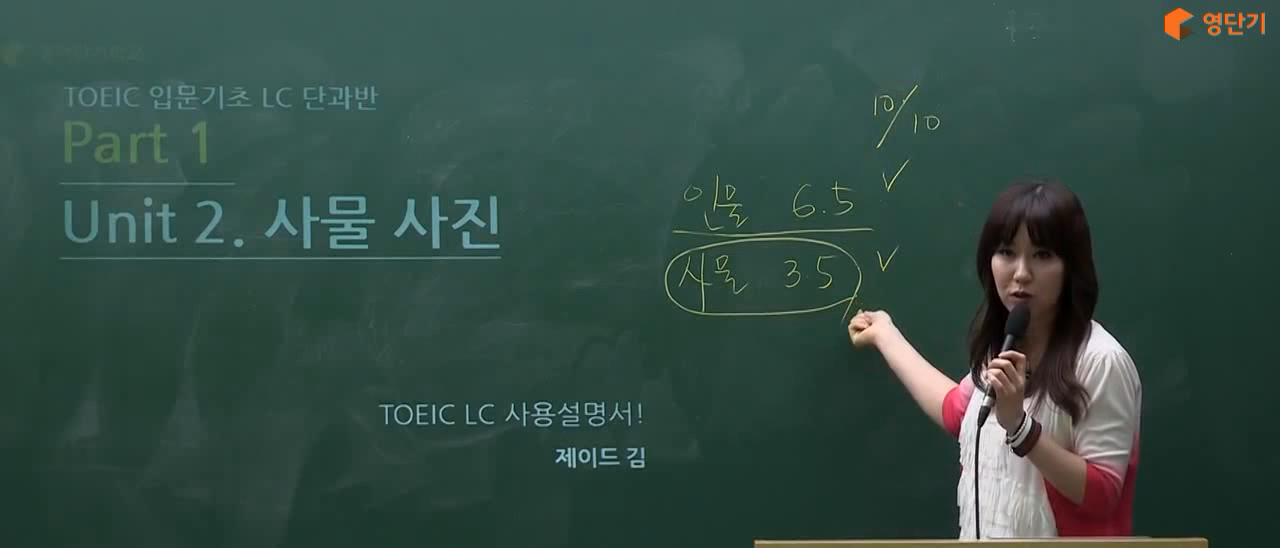 영단기
TOEIC 입문기초 LC 단과반
Part 1
Unit 2. 사물 사진
10/10
인물 6.5
사물 3.5
TOEIC LC 사용설명서!
제이드 김